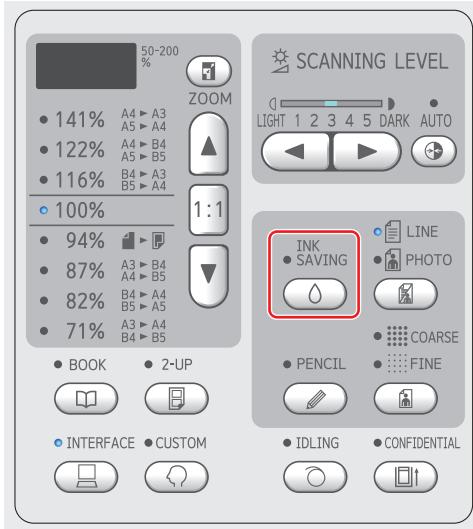 50-200
%
ZOOM
141% A4 ► A3
A5 ► A4
122% A4 ► B4
A5 ► B5
116% B4 ► A3
B5 ► A4
100%
1:1
94%
87% A3 ► B4
A4 ► B5
82% B4 ► A4
B5 ► A5
71% A3 ► A4
B4 ► B5
BOOK
2-UP
INTERFACE
CUSTOM
SCANNING LEVEL
LIGHT 1 2 3 4 5 DARK AUTO
INK
SAVING
LINE
PHOTO
COARSE
FINE
PENCIL
IDLING
CONFIDENTIAL